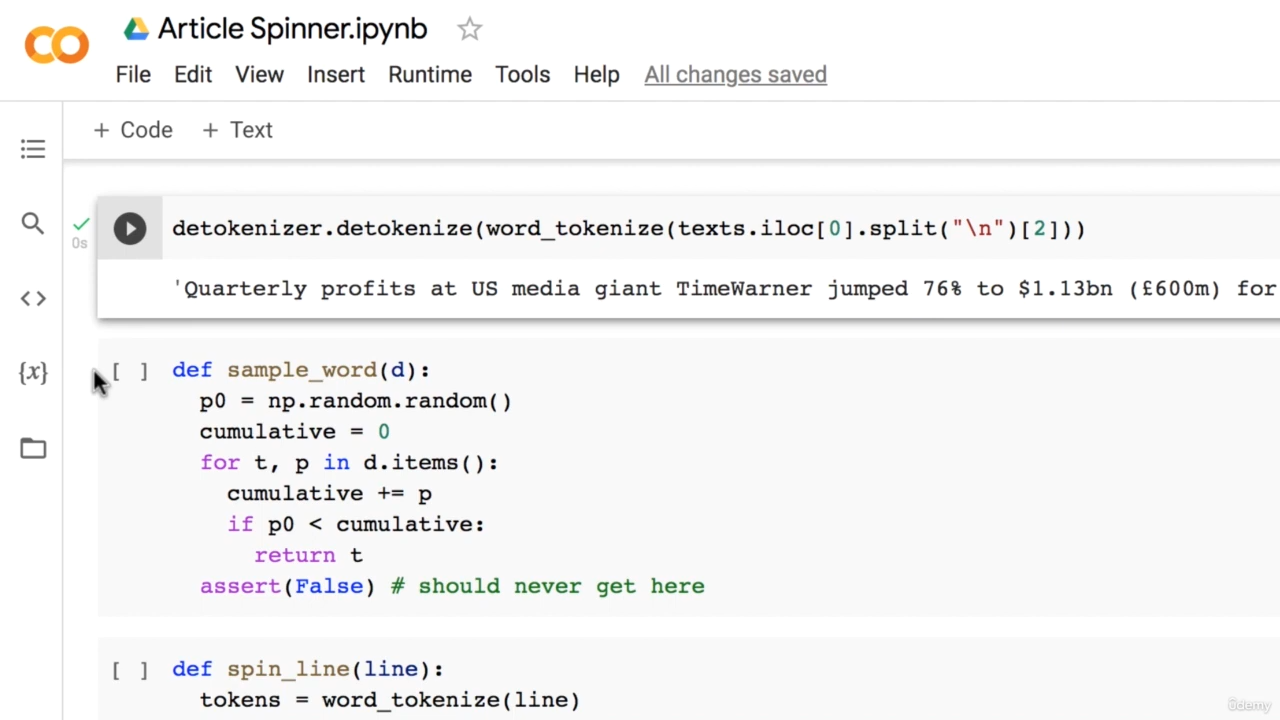 Article Spinner.ipynb
File Edit View Insert Runtime Tools Help All changes saved
+ Code + Text
0s
detokenizer.detokenize(word_tokenize(texts.iloc[0].split("\n")[2]))
'Quarterly profits at US media giant TimeWarner jumped 76% to $1.13bn (£600m) for
{x}
[ ] def sample_word(d):
p0 = np.random.random()
cumulative = 0
for t, p in d.items():
cumulative += p
if p0 < cumulative:
return t
assert(False) # should never get here
[ ] def spin_line(line):
tokens = word_tokenize(line)
ûdemy